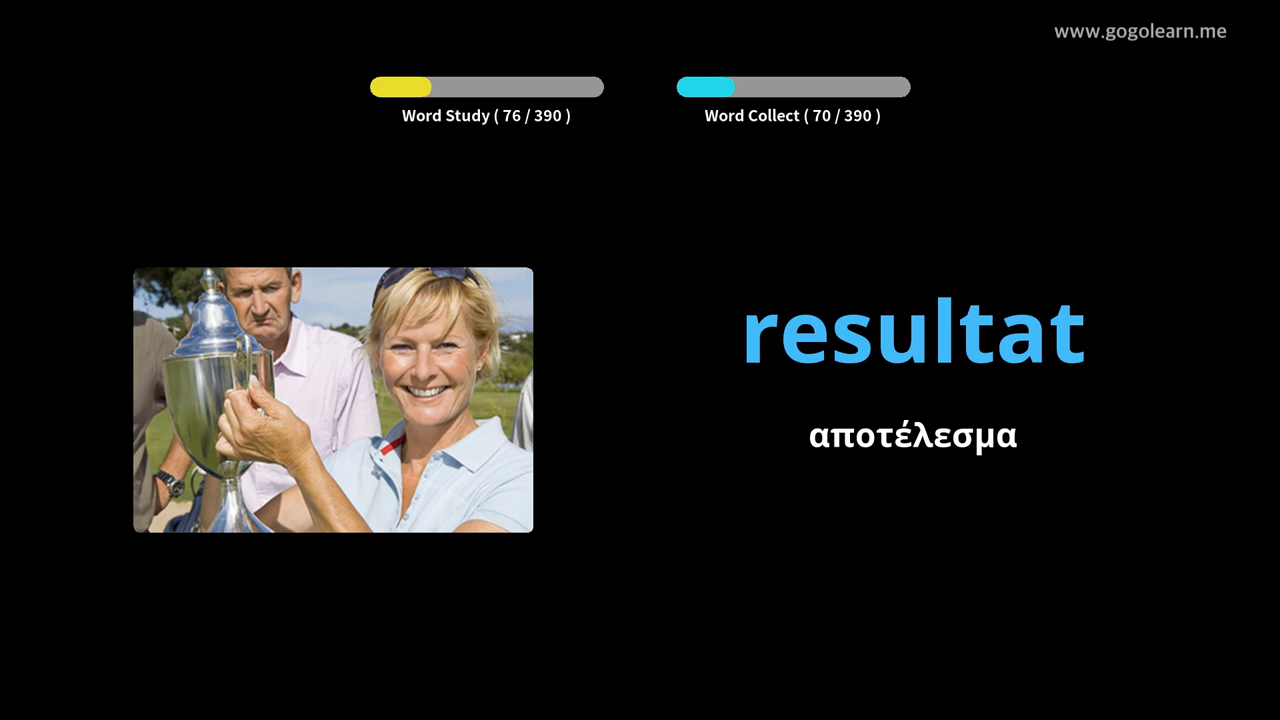 www.gogolearn.me
Word Study ( 76 / 390 )
Word Collect ( 70 / 390 )
resultat
αποτέλεσμα